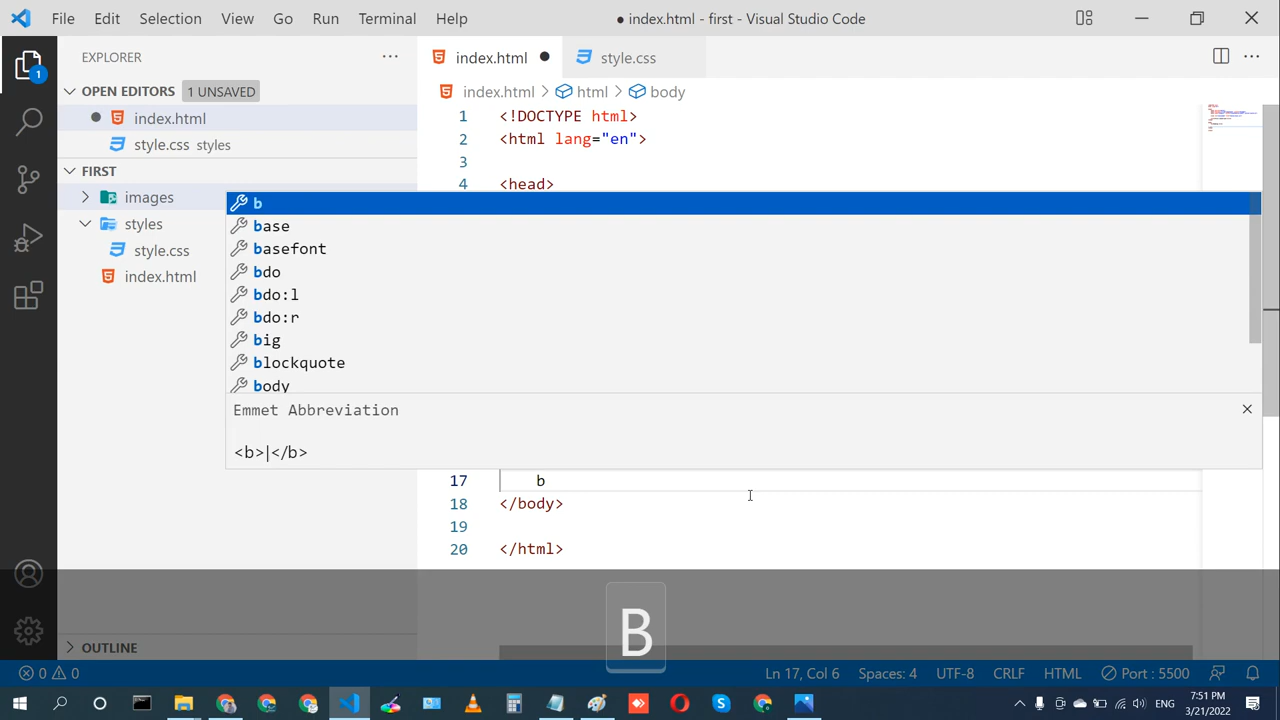 File Edit Selection View Go Run Terminal Help
● index.html - first - Visual Studio Code
EXPLORER
1
OPEN EDITORS 1 UNSAVED
index.html
style.css styles
FIRST
images
styles
style.css
index.html
index.html
style.css
index.html > html > body
1 <!DOCTYPE html>
2 <html lang="en">
3
4 <head>
b
base
basefont
bdo
bdo:l
bdo:r
big
blockquote
body
Emmet Abbreviation
<b>|</b>
17 b
18 </body>
19
20 </html>
B
OUTLINE
0 0
Ln 17, Col 6 Spaces: 4 UTF-8 CRLF HTML Port : 5500
ENG
7:51 PM
3/21/2022